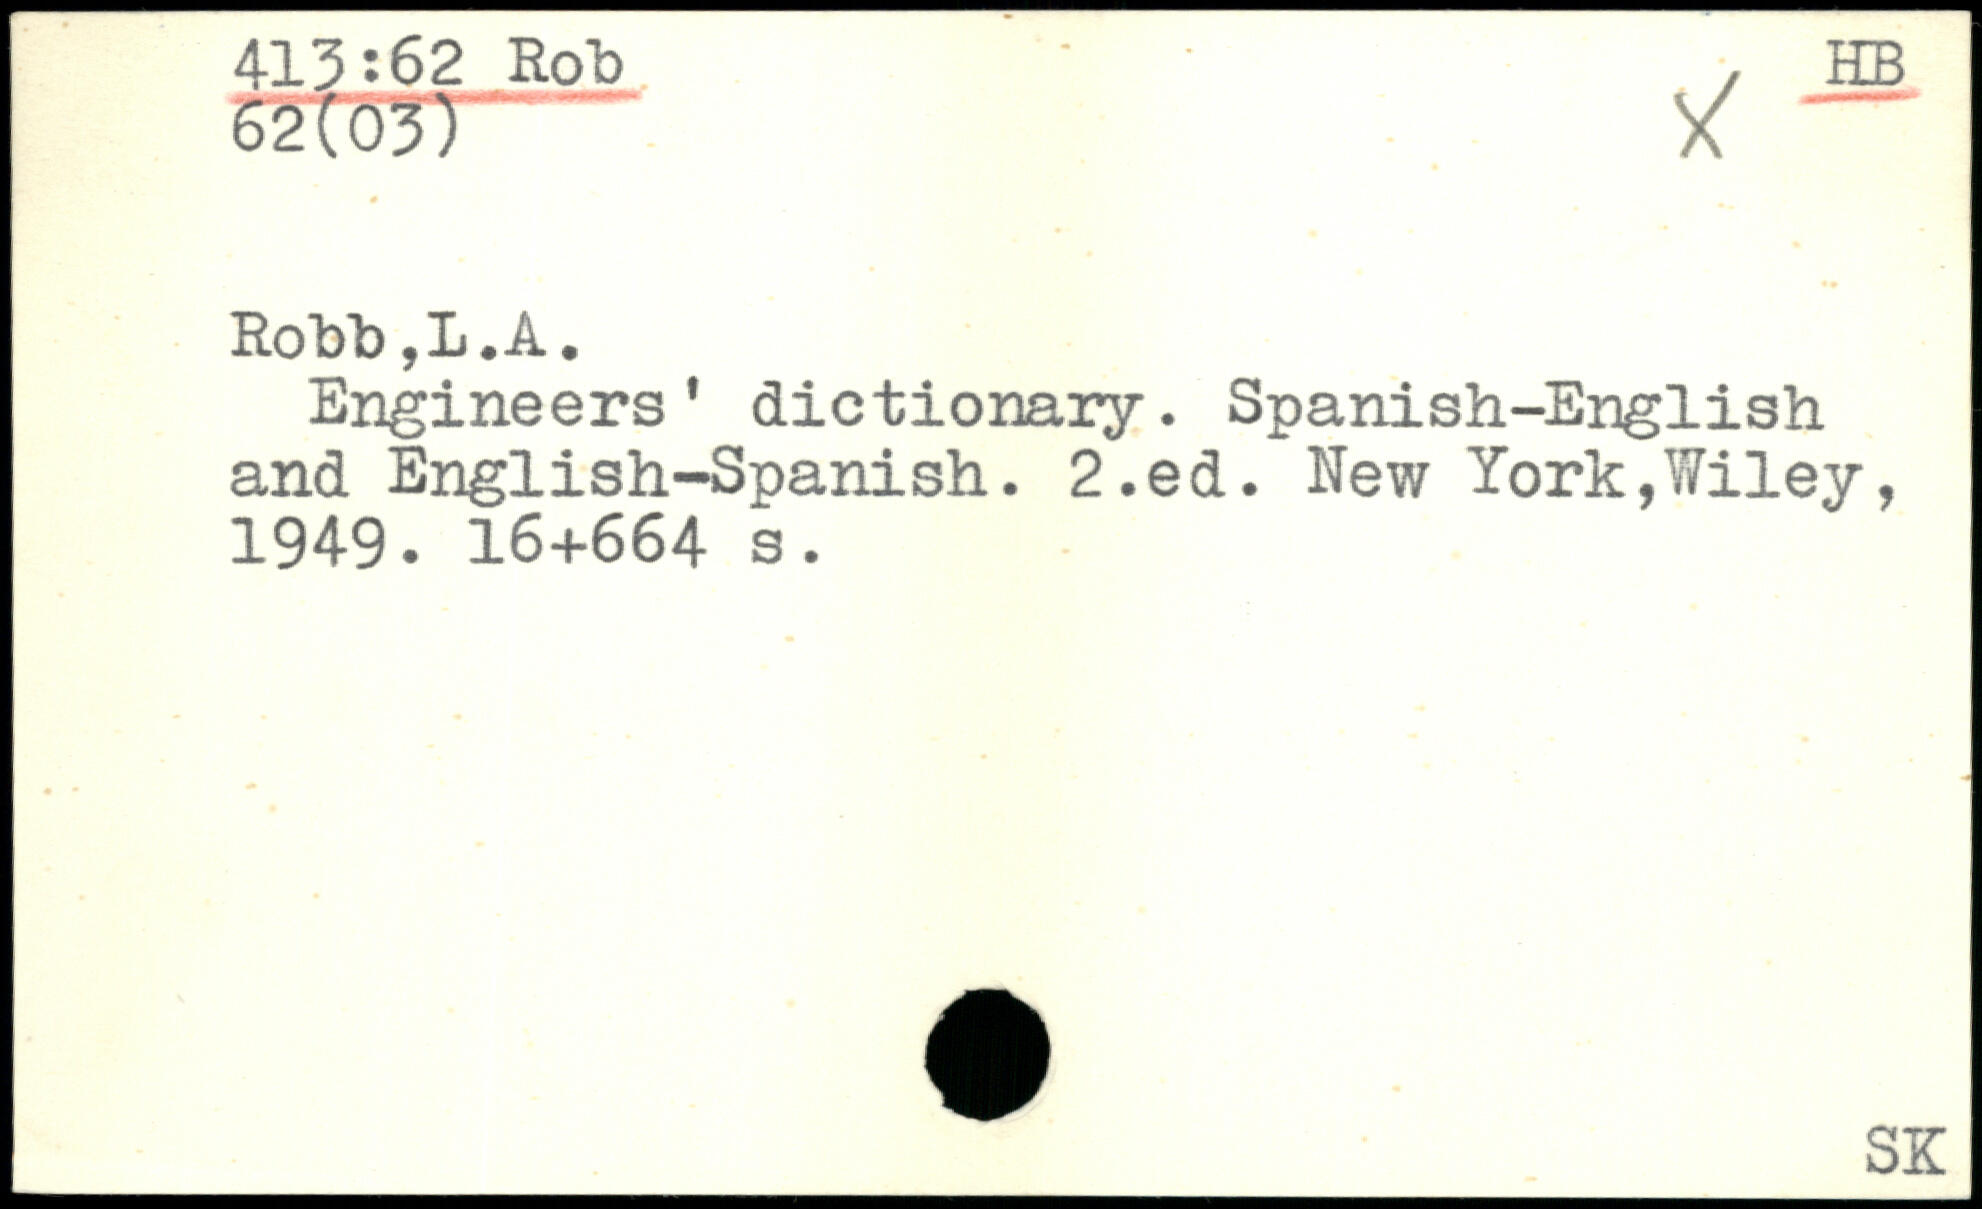 413:62 Rob HB
62(03) X
Robb,L.A.
Engineers' dictionary. Spanish-English
and English-Spanish. 2.ed. New York,Wiley,
1949. 16+664 s.
SK